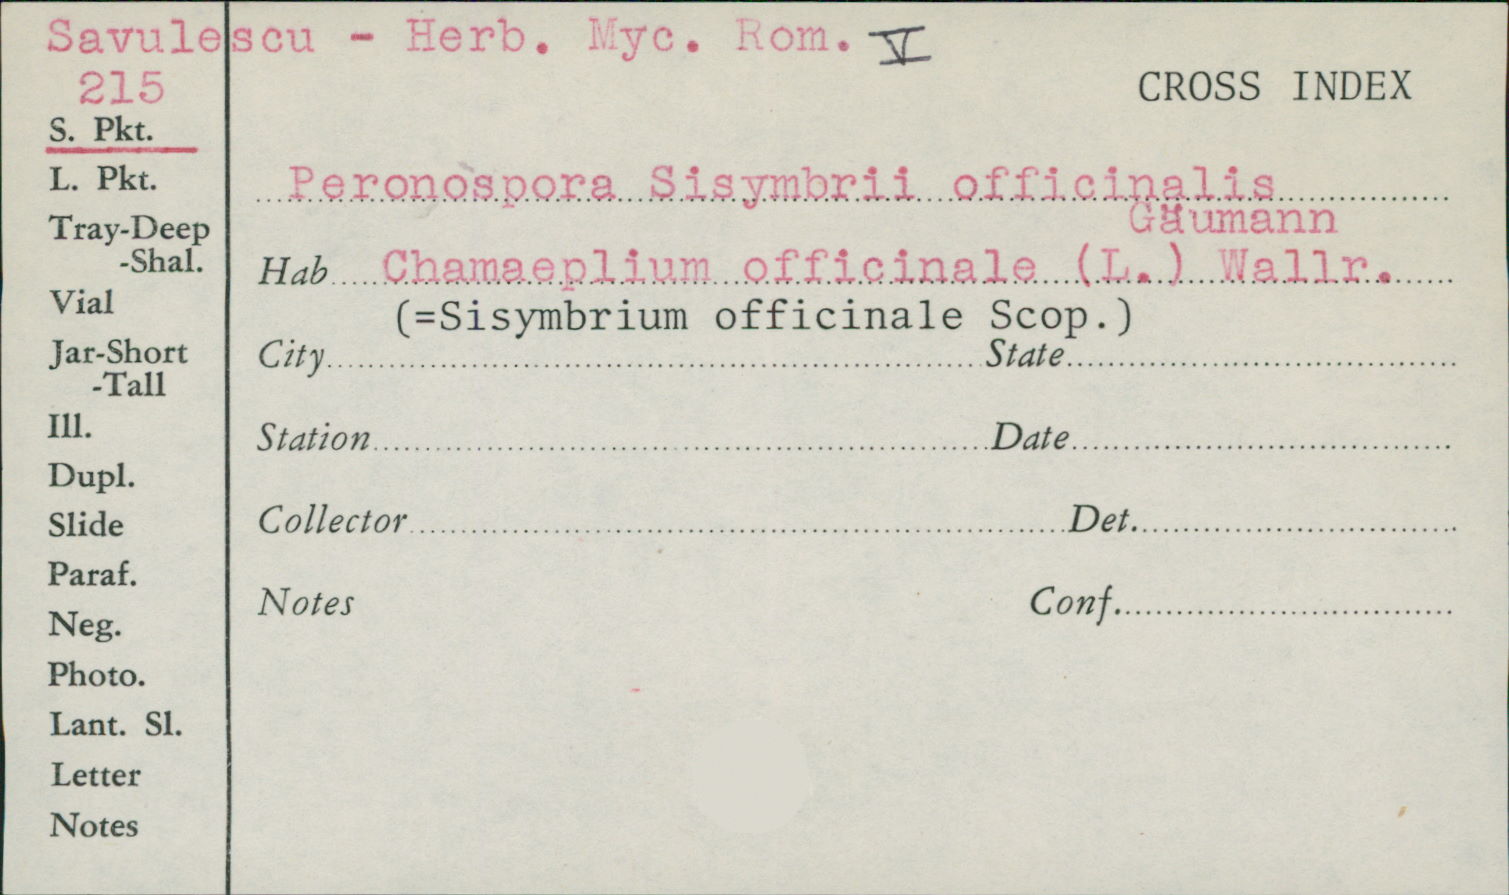 Savulescu - Herb. Myc. Rom. V
215
CROSS INDEX
S. Pkt.
L. Pkt.
Tray-Deep
-Shal.
Vial
Jar-Short
-Tall
Ill.
Dupl.
Slide
Paraf.
Neg.
Photo.
Lant. Sl.
Letter
Notes
Peronospora Sisymbrii officinalis
Gäumann
Hab Chamaeplium officinale (L.) Wallr.
(=Sisymbrium officinale Scop.)
City State
Station Date
Collector Det.
Notes Conf.